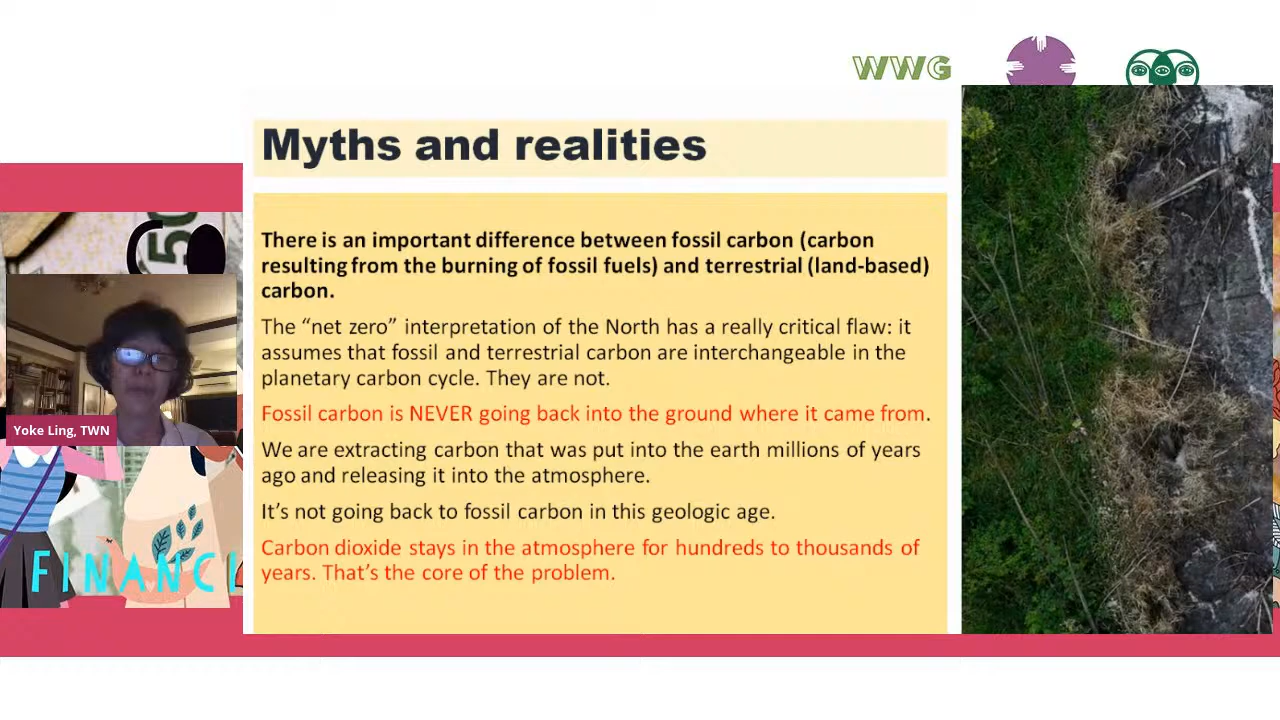 WWG
Myths and realities
There is an important difference between fossil carbon (carbon
resulting from the burning of fossil fuels) and terrestrial (land-based)
carbon.
The “net zero” interpretation of the North has a really critical flaw: it
assumes that fossil and terrestrial carbon are interchangeable in the
planetary carbon cycle. They are not.
Fossil carbon is NEVER going back into the ground where it came from.
We are extracting carbon that was put into the earth millions of years
ago and releasing it into the atmosphere.
It’s not going back to fossil carbon in this geologic age.
Carbon dioxide stays in the atmosphere for hundreds to thousands of
years. That’s the core of the problem.
50
Yoke Ling, TWN
FINANCI